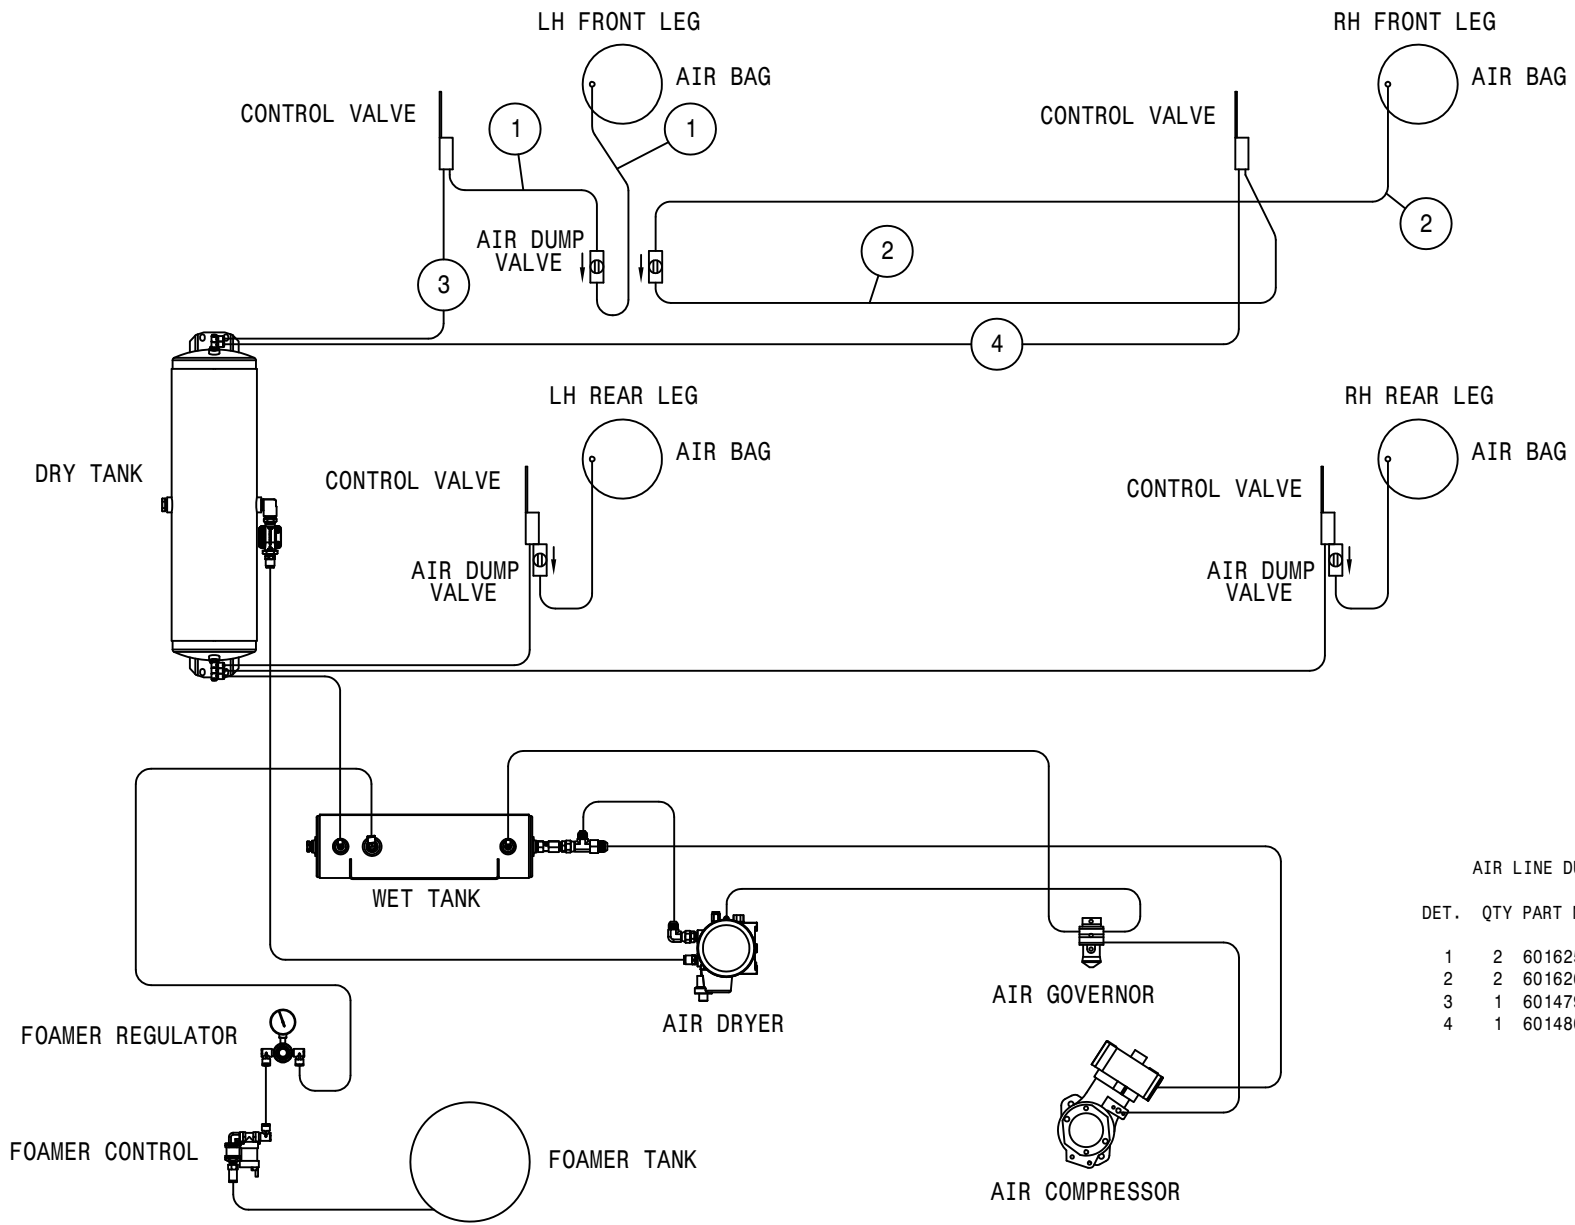 LH FRONT LEG
RH FRONT LEG
AIR BAG
AIR BAG
CONTROL VALVE
1
1
CONTROL VALVE
2
AIR DUMP
VALVE
2
3
4
LH REAR LEG
RH REAR LEG
AIR BAG
AIR BAG
DRY TANK
CONTROL VALVE
CONTROL VALVE
AIR DUMP
VALVE
AIR DUMP
VALVE
WET TANK
AIR LINE
DET. QTY PART
1 2
2 2
3 1
4 1
AIR GOVERNOR
AIR DRYER
FOAMER REGULATOR
FOAMER CONTROL
FOAMER TANK
AIR COMPRESSOR